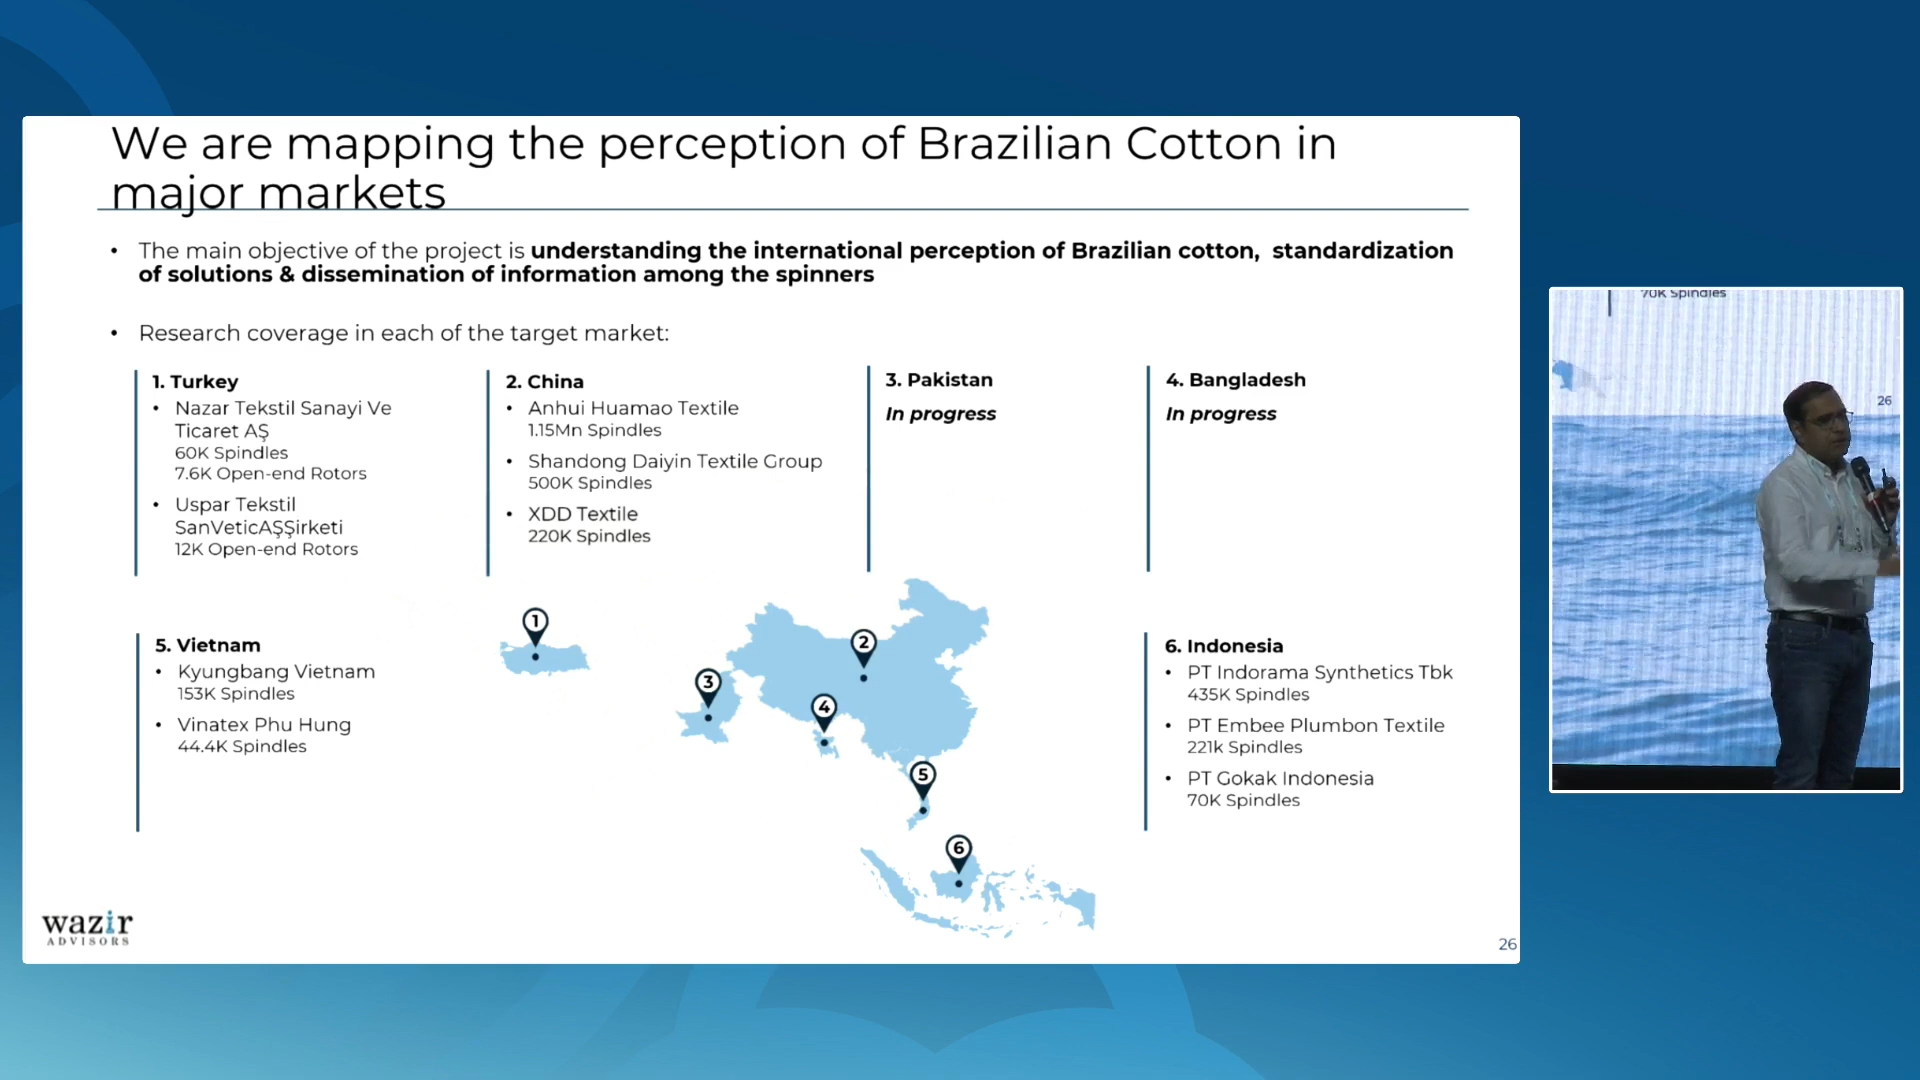 We are mapping the perception of Brazilian Cotton in
major markets
• The main objective of the project is understanding the international perception of Brazilian cotton, standardization
of solutions & dissemination of information among the spinners
• Research coverage in each of the target market:
1. Turkey
• Nazar Tekstil Sanayi Ve
Ticaret AŞ
60K Spindles
7.6K Open-end Rotors
• Uspar Tekstil
SanVeticAŞŞirketi
12K Open-end Rotors
2. China
• Anhui Huamao Textile
1.15Mn Spindles
• Shandong Daiyin Textile Group
500K Spindles
• XDD Textile
220K Spindles
3. Pakistan
In progress
4. Bangladesh
In progress
5. Vietnam
• Kyungbang Vietnam
153K Spindles
• Vinatex Phu Hung
44.4K Spindles
1
2
3
4
5
6
6. Indonesia
• PT Indorama Synthetics Tbk
435K Spindles
• PT Embee Plumbon Textile
221k Spindles
• PT Gokak Indonesia
70K Spindles
wazir
ADVISORS
26
70K Spindles
26